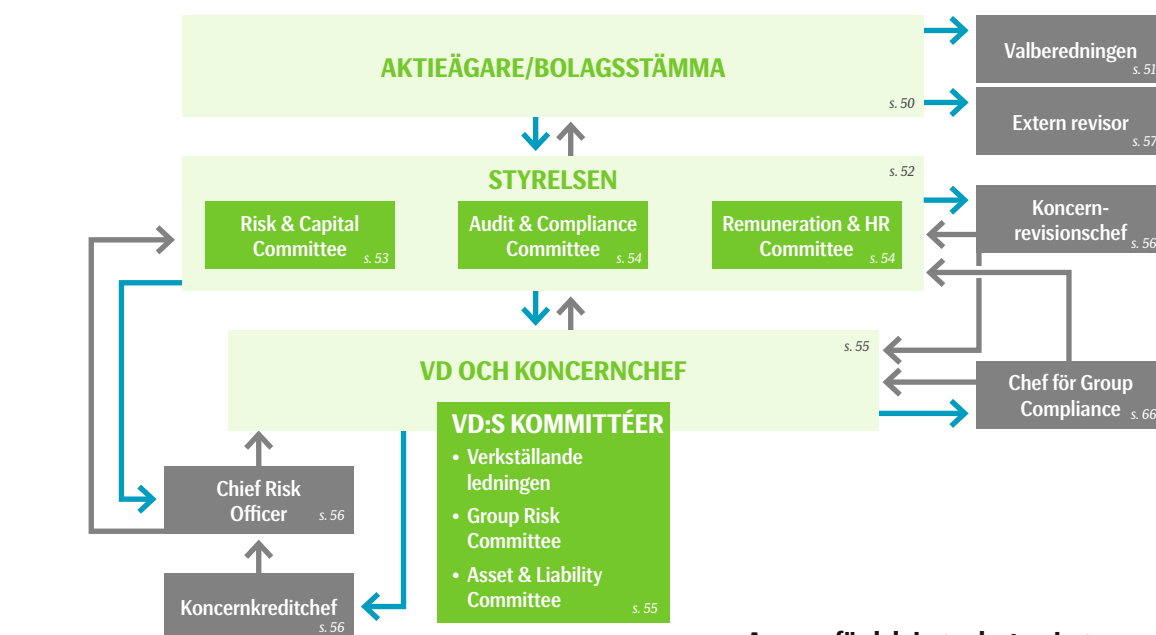 AKTIEÄGARE/BOLAGSSTÄMMA
s. 50
Valberedningen
s. 51
Extern revisor
s. 57
STYRELSEN
s. 52
Risk & Capital
Committee
s. 53
Audit & Compliance
Committee
s. 54
Remuneration & HR
Committee
s. 54
Koncern-
revisionschef
s. 56
VD OCH KONCERNCHEF
s. 55
Chef för Group
Compliance
s. 66
VD:S KOMMITTÉER
• Verkställande
ledningen
• Group Risk
Committee
• Asset & Liability
Committee
s. 55
Chief Risk
Officer
s. 56
Koncernkreditchef
s. 56